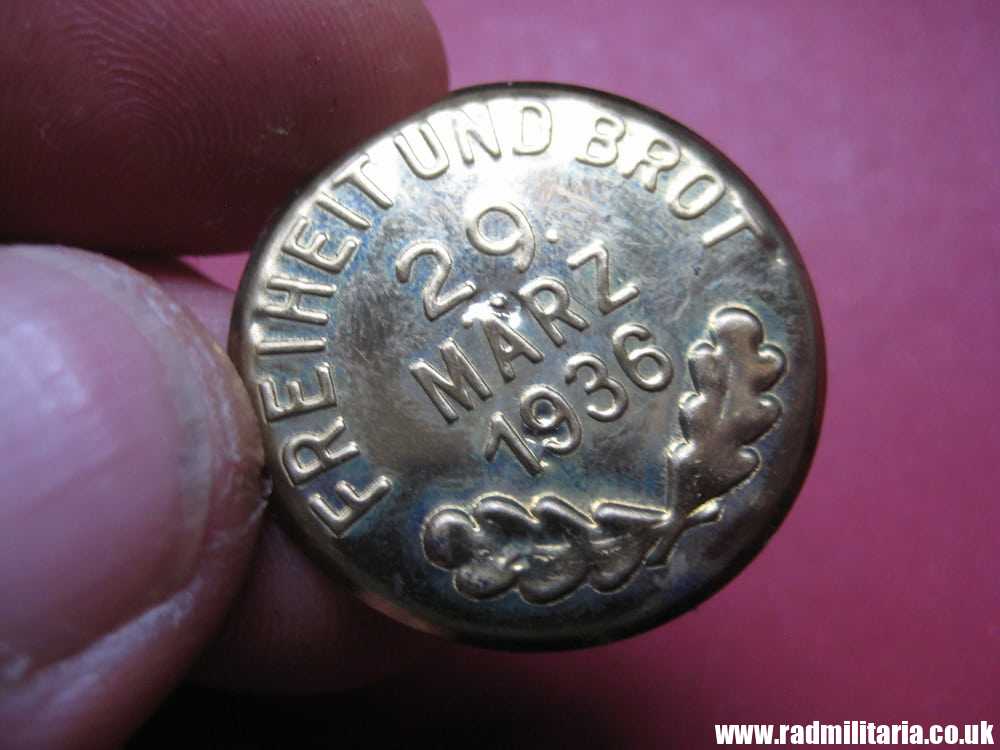 FREIHEIT UND BROT
29.
MÄRZ
1936
www.radmilitaria.co.uk